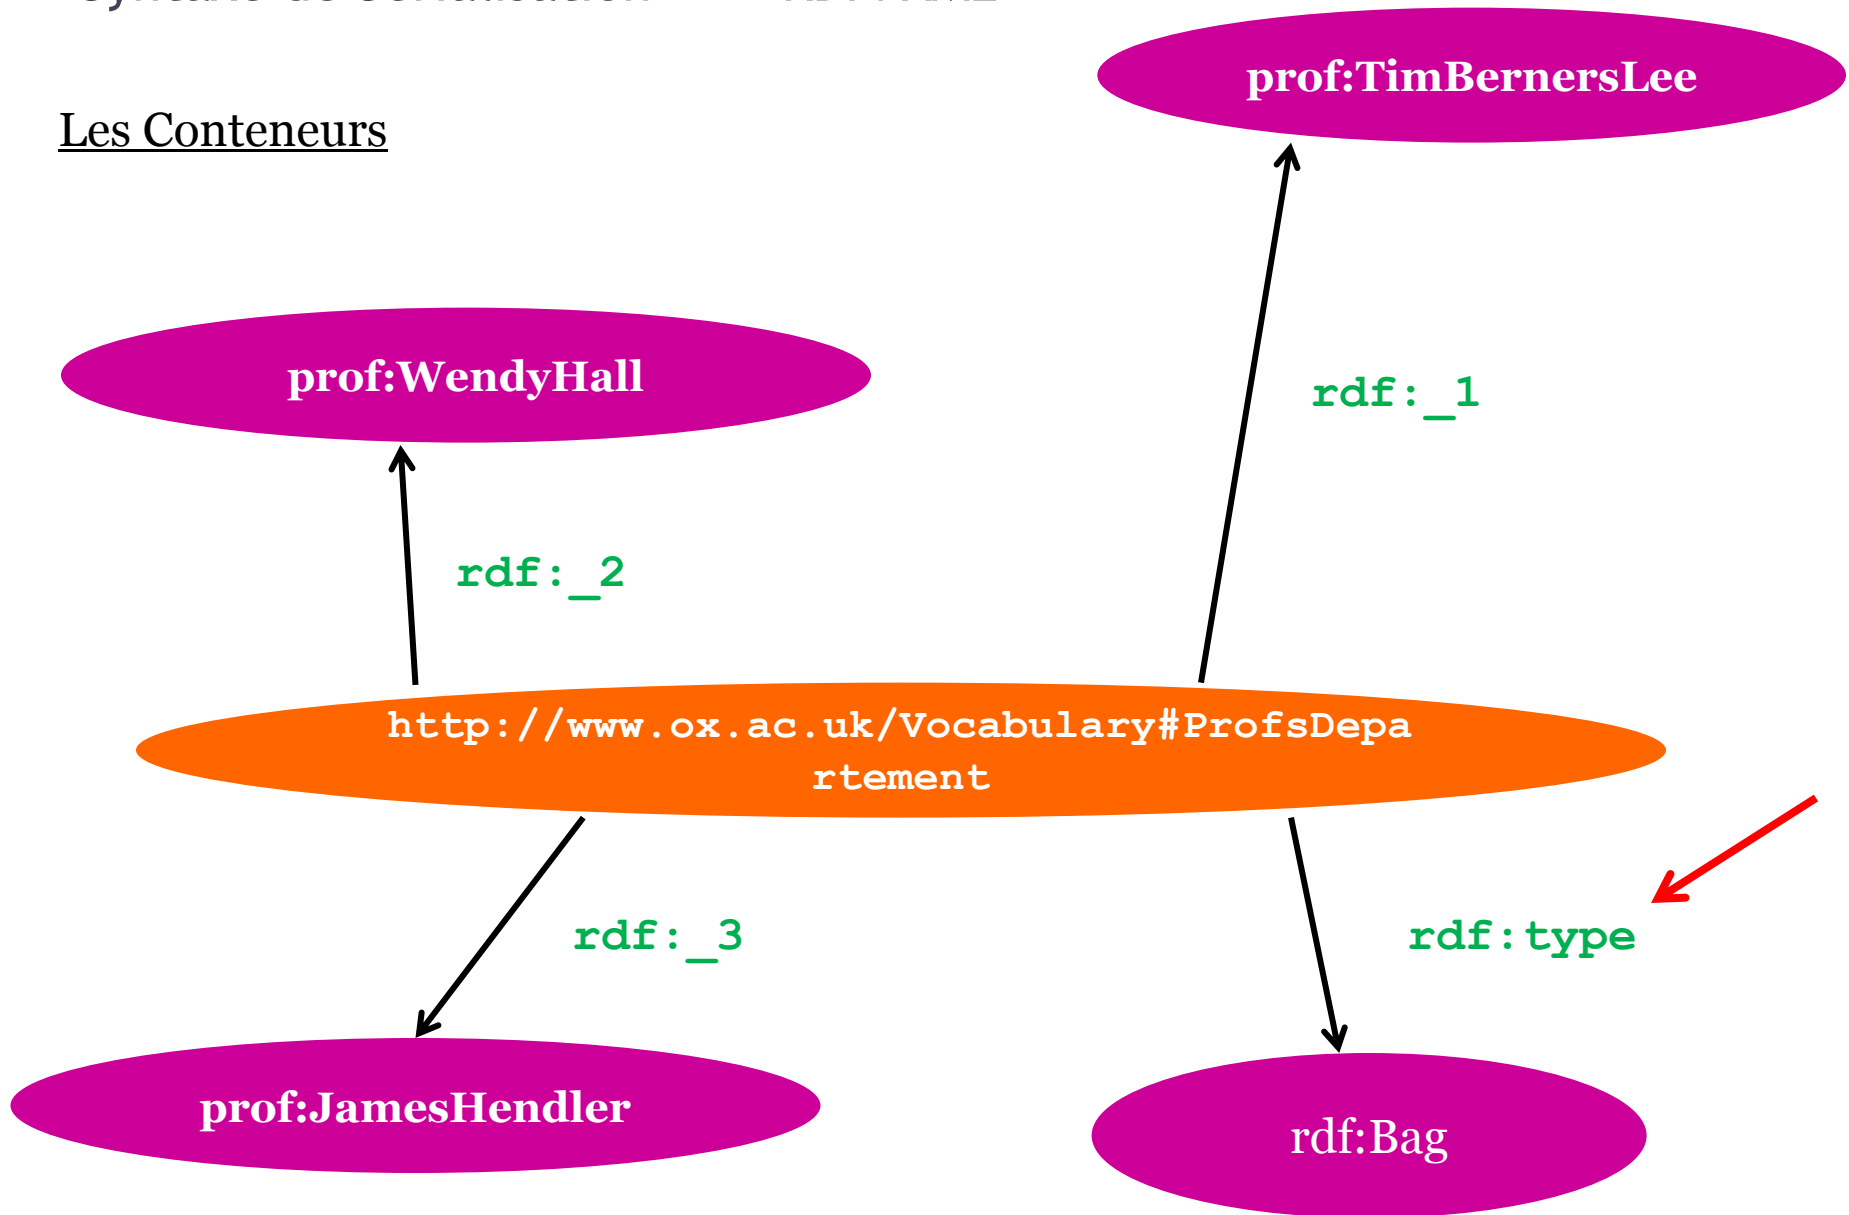 Les Conteneurs
prof:TimBernersLee
prof:WendyHall
rdf:_1
rdf:_2
http://www.ox.ac.uk/Vocabulary#ProfsDepa
rtement
rdf:_3
rdf:type
prof:JamesHendler
rdf:Bag